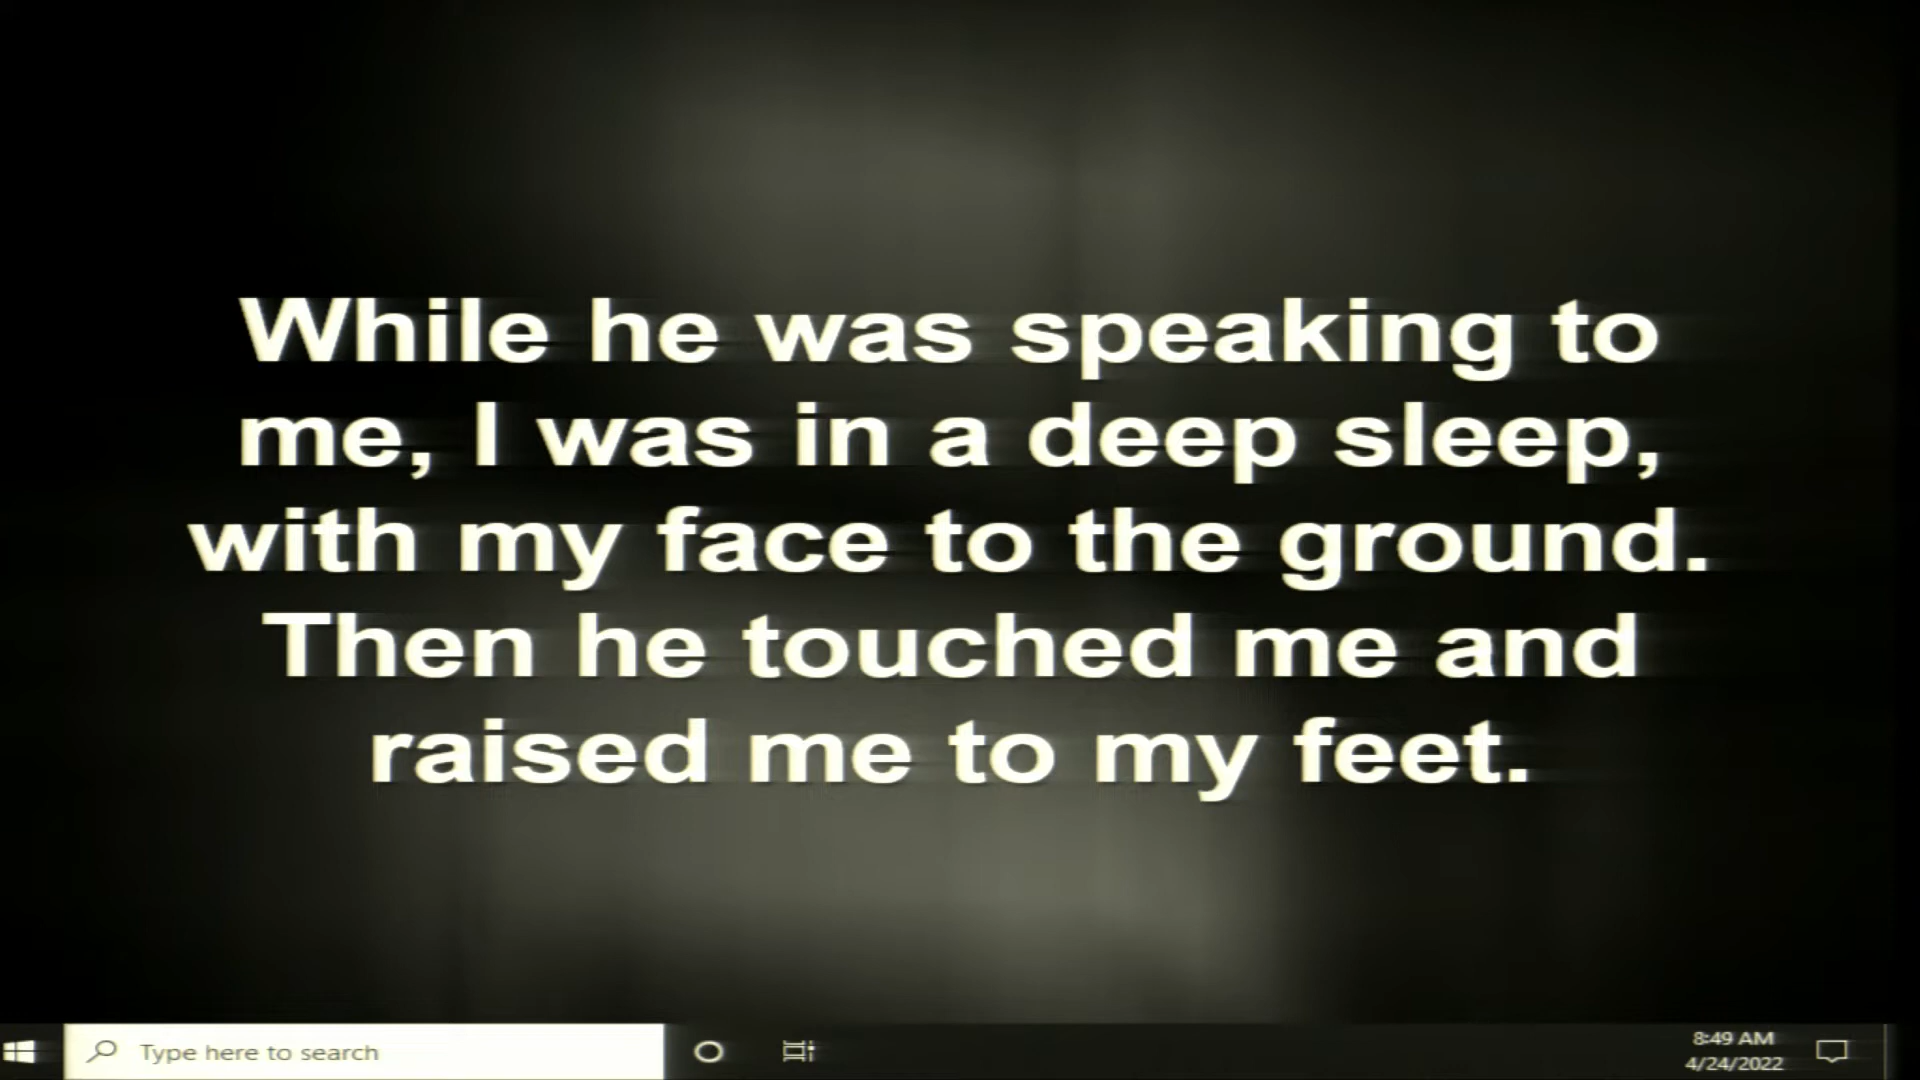 While he was speaking to
me, I was in a deep sleep,
with my face to the ground.
Then he touched me and
raised me to my feet.
Type here to search
8:49 AM
4/24/2022